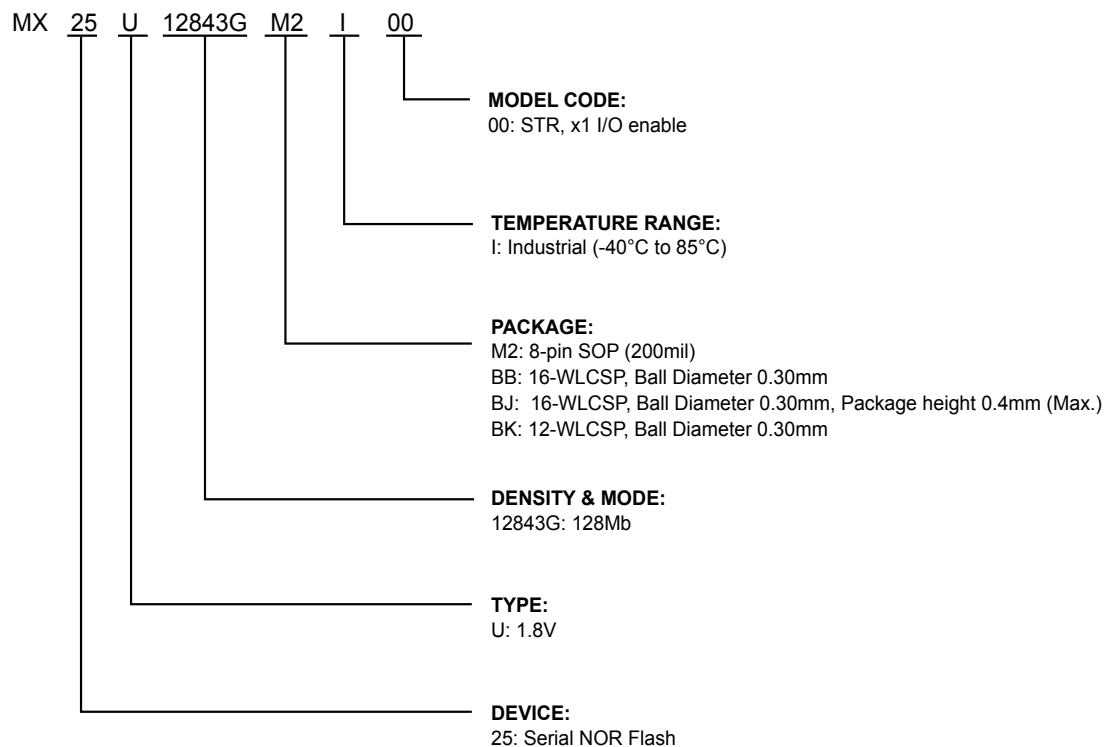 MX 25 U 12843G M2 I 00
MODEL CODE:
00: STR, x1 I/O enable
TEMPERATURE RANGE:
I: Industrial (-40°C to 85°C)
PACKAGE:
M2: 8-pin SOP (200mil)
BB: 16-WLCSP, Ball Diameter 0.30mm
BJ: 16-WLCSP, Ball Diameter 0.30mm, Package height 0.4mm (Max.)
BK: 12-WLCSP, Ball Diameter 0.30mm
DENSITY & MODE:
12843G: 128Mb
TYPE:
U: 1.8V
DEVICE:
25: Serial NOR Flash